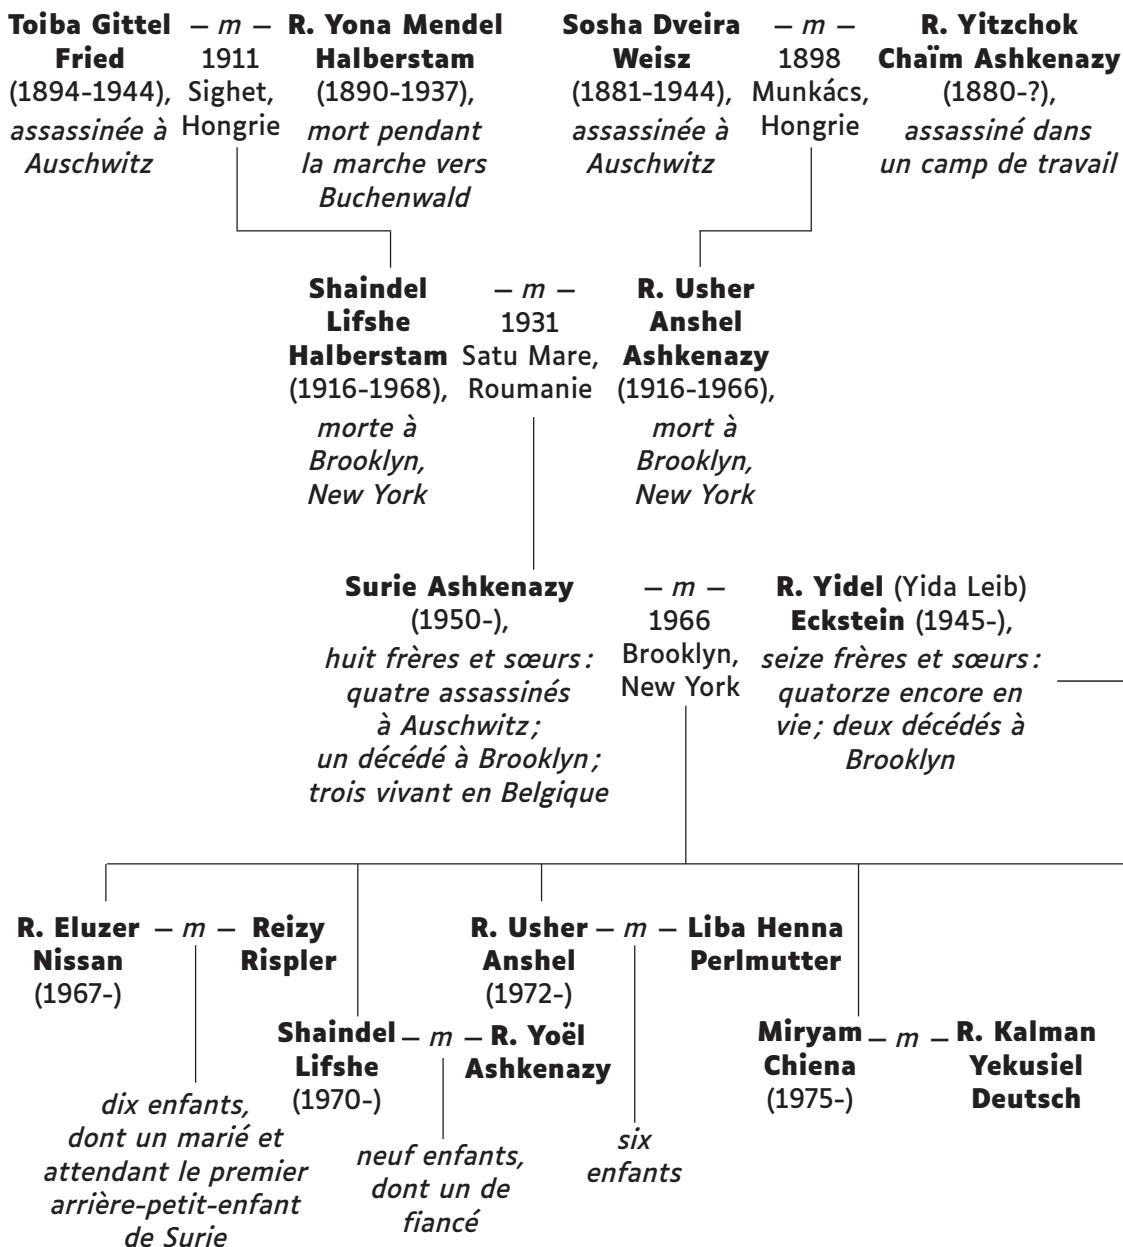 Toiba Gittel
Fried
(1894-1944),
assassinée à
Auschwitz
– m –
1911
Sighet,
Hongrie
R. Yona Mendel
Halberstam
(1890-1937),
mort pendant
la marche vers
Buchenwald
Sosha Dveira
Weisz
(1881-1944),
assassinée à
Auschwitz
– m –
1898
Munkács,
Hongrie
R. Yitzchok
Chaïm Ashkenazy
(1880-?),
assassiné dans
un camp de travail
Shaindel
Lifshe
Halberstam
(1916-1968),
morte à
Brooklyn,
New York
– m –
1931
Satu Mare,
Roumanie
R. Usher
Anshel
Ashkenazy
(1916-1966),
mort à
Brooklyn,
New York
Surie Ashkenazy
(1950-),
huit frères et sœurs :
quatre assassinés
à Auschwitz ;
un décédé à Brooklyn ;
trois vivant en Belgique
– m –
1966
Brooklyn,
New York
R. Yidel (Yida Leib)
Eckstein (1945-),
seize frères et sœurs :
quatorze encore en
vie ; deux décédés à
Brooklyn
R. Eluzer
Nissan
(1967-)
– m –
Reizy
Rispler
dix enfants,
dont un marié et
attendant le premier
arrière-petit-enfant
de Surie
Shaindel
Lifshe
(1970-)
– m –
R. Yoël
Ashkenazy
neuf enfants,
dont un de
fiancé
R. Usher
Anshel
(1972-)
– m –
Liba Henna
Perlmutter
six
enfants
Miryam
Chiena
(1975-)
– m –
R. Kalman
Yekusiel
Deutsch